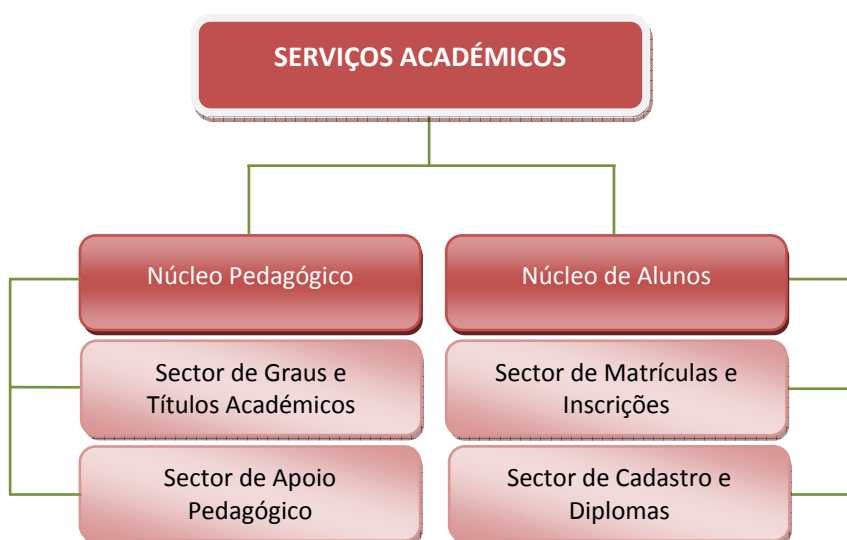 SERVIÇOS ACADÉMICOS
Núcleo Pedagógico
Núcleo de Alunos
Sector de Graus e
Títulos Académicos
Sector de Matrículas e
Inscrições
Sector de Apoio
Pedagógico
Sector de Cadastro e
Diplomas